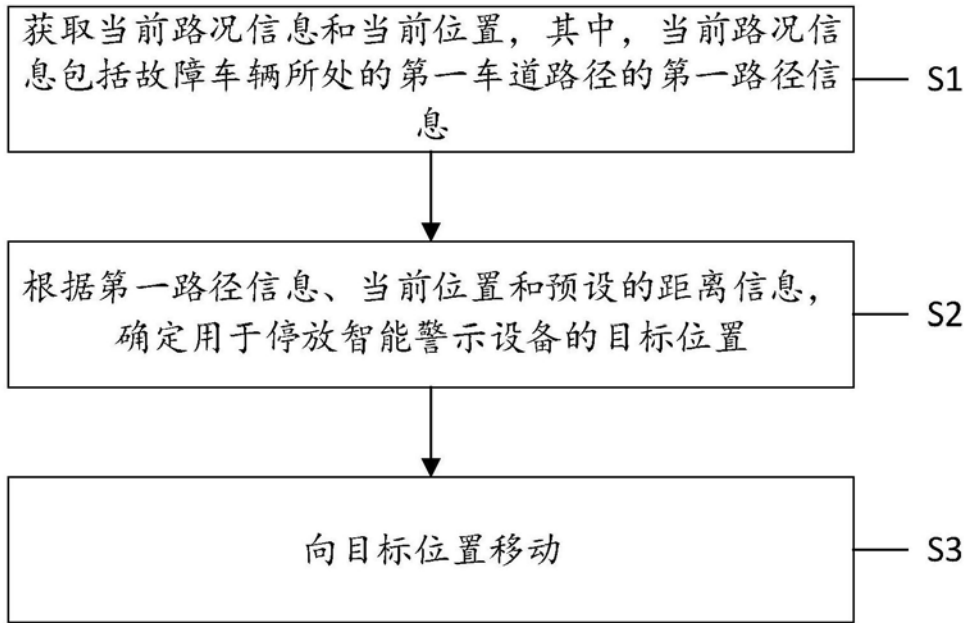 获取当前路况信息和当前位置，其中，当前路况信
息包括故障车辆所处的第一车道路径的第一路径信
息
S1
根据第一路径信息、当前位置和预设的距离信息，
确定用于停放智能警示设备的目标位置
S2
向目标位置移动
S3